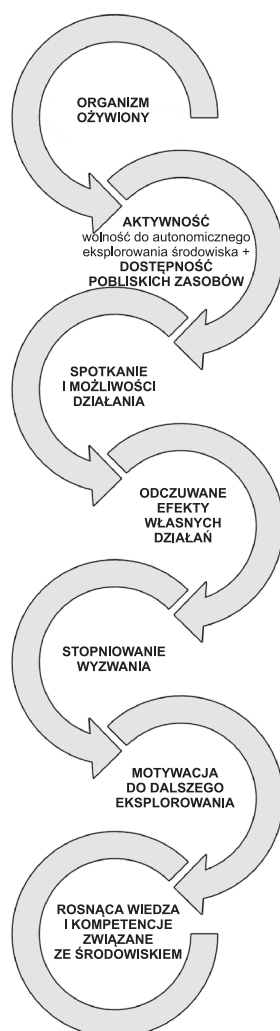 ORGANIZM
OŻYWIONY
AKTYWNOŚĆ
wolność do autonomicznego
eksplorowania środowiska +
DOSTĘPNOŚĆ
POBLISKICH ZASOBÓW
SPOTKANIE
I MOŻLIWOŚCI
DZIAŁANIA
ODCZUWANE
EFEKTY
WŁASNYCH
DZIAŁAŃ
STOPNIOWANIE
WYZWANIA
MOTYWACJA
DO DALSZEGO
EKSPLOROWANIA
ROSNĄCA WIEDZA
I KOMPETENCJE
ZWIĄZANE
ZE ŚRODOWISKIEM